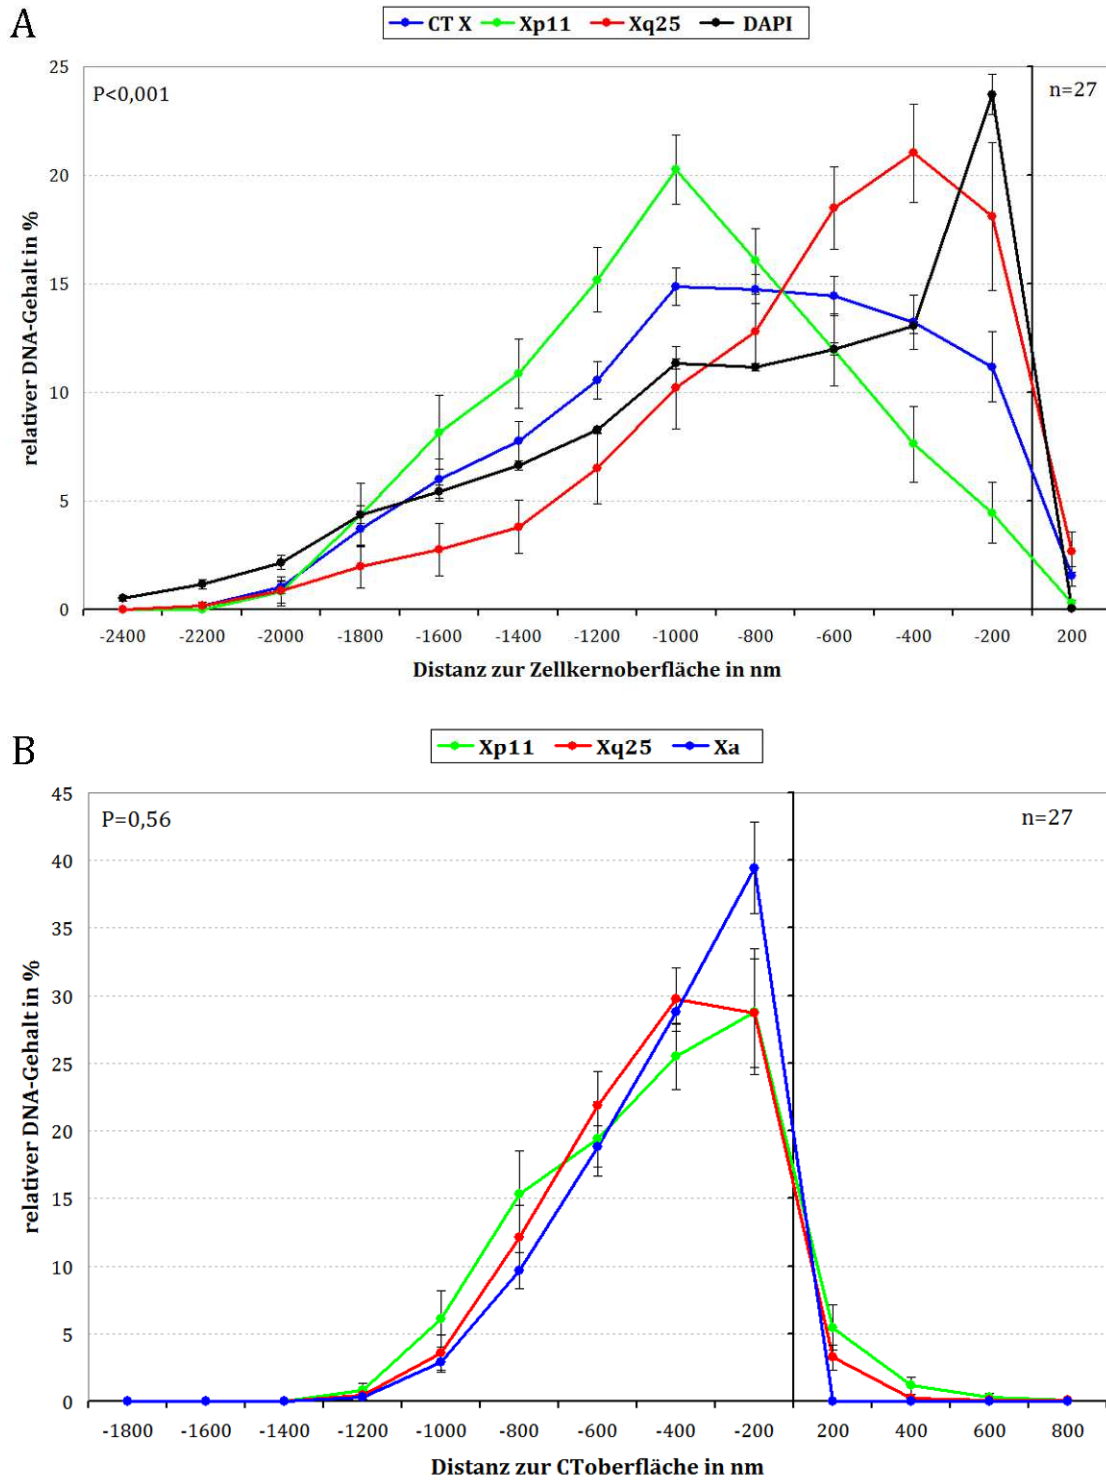 A
CT X Xp11 Xq25 DAPI
25
P<0,001
n=27
20
15
10
5
0
relativer DNA-Gehalt in %
-2400 -2200 -2000 -1800 -1600 -1400 -1200 -1000 -800 -600 -400 -200 200
Distanz zur Zellkernoberfläche in nm
B
Xp11 Xq25 Xa
45
P=0,56
n=27
40
35
30
25
20
15
10
5
0
relativer DNA-Gehalt in %
-1800 -1600 -1400 -1200 -1000 -800 -600 -400 -200 200 400 600 800
Distanz zur CToberfläche in nm